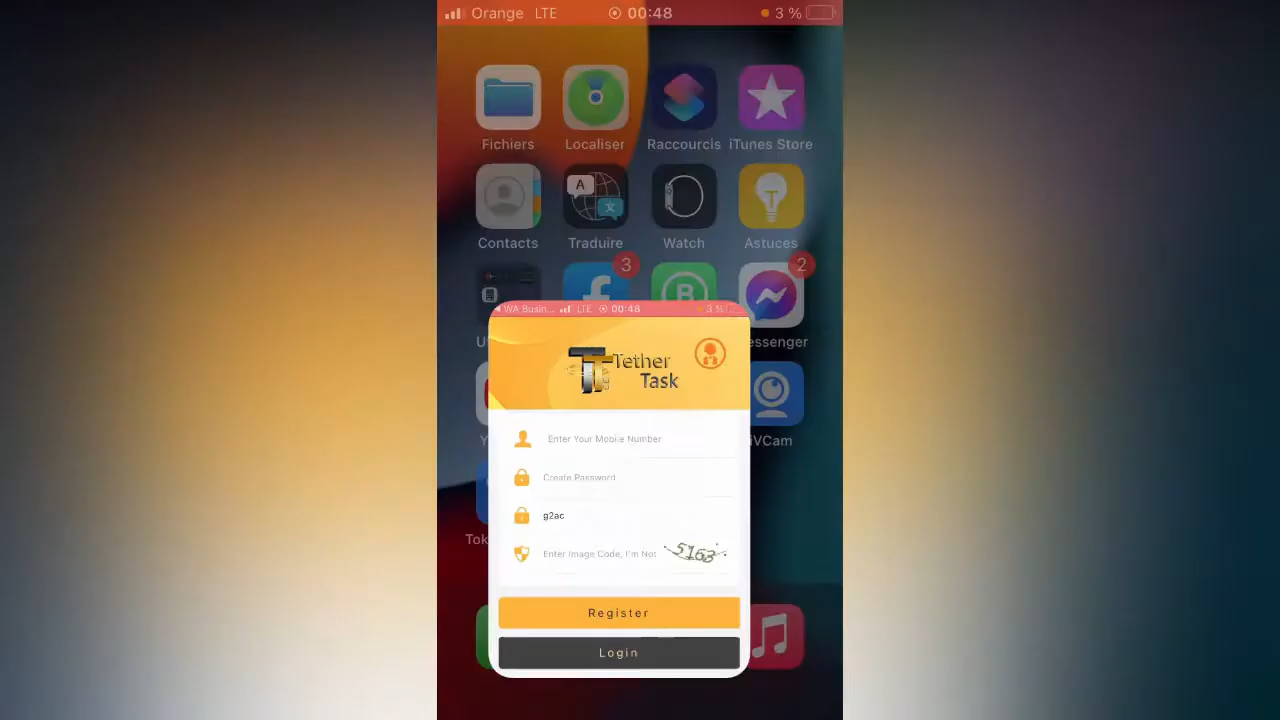 Orange LTE 00:48 3 %
Fichiers Localiser Raccourcis iTunes Store
Contacts Traduire Watch Astuces
3 2
WA Busin... LTE 00:48 3 %
Tether
Task
Enter Your Mobile Number
Create Password
g2ac
Enter Image Code, I'm Not 5163
iVCam
Register
Login